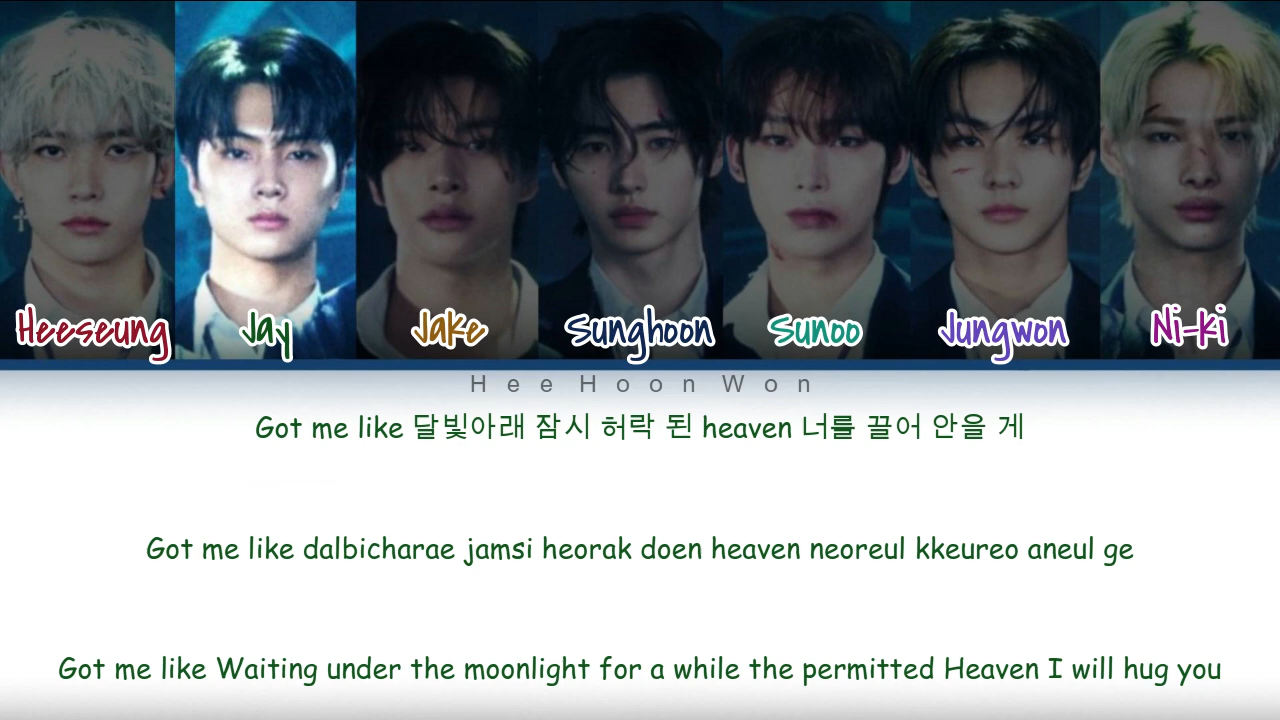 Heeseung Jay Jake Sunghoon Sunoo Jungwon Ni-ki
HeeHoonWon
Got me like 달빛아래 잠시 허락 된 heaven 너를 끌어 안을 게
Got me like dalbicharae jamsi heorak doen heaven neoreul kkeureo aneul ge
Got me like Waiting under the moonlight for a while the permitted Heaven I will hug you